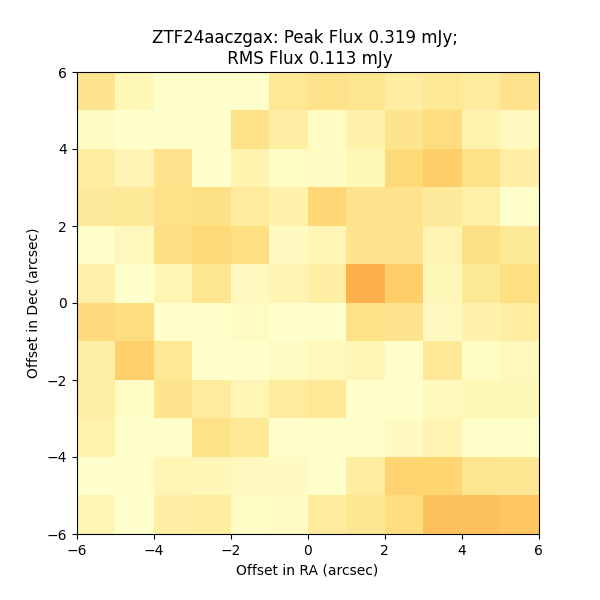 ZTF24aaczgax: Peak Flux 0.319 mJy;
RMS Flux 0.113 mJy
6
4
2
0
−2
−4
−6
Offset in Dec (arcsec)
−6 −4 −2 0 2 4 6
Offset in RA (arcsec)